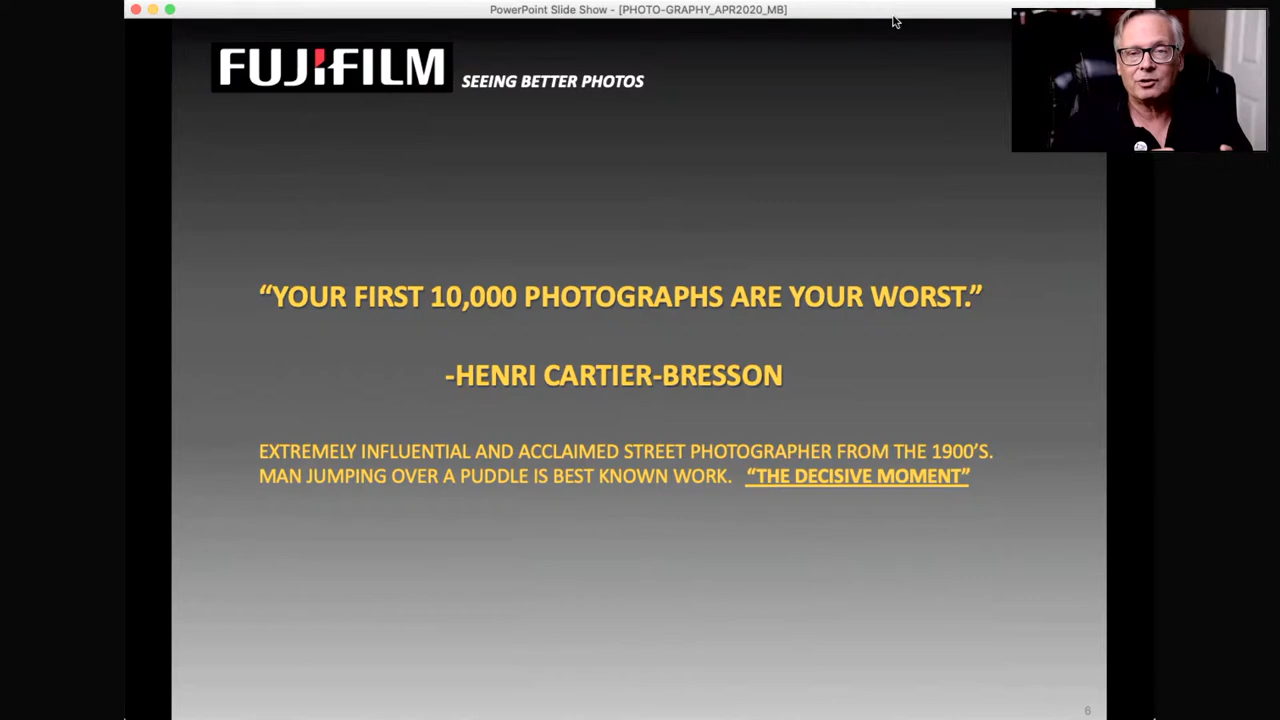 PowerPoint Slide Show - [PHOTO-GRAPHY_APR2020_MB]
FUJIFILM SEEING BETTER PHOTOS
“YOUR FIRST 10,000 PHOTOGRAPHS ARE YOUR WORST.”
-HENRI CARTIER-BRESSON
EXTREMELY INFLUENTIAL AND ACCLAIMED STREET PHOTOGRAPHER FROM THE 1900’S.
MAN JUMPING OVER A PUDDLE IS BEST KNOWN WORK. “THE DECISIVE MOMENT”
6